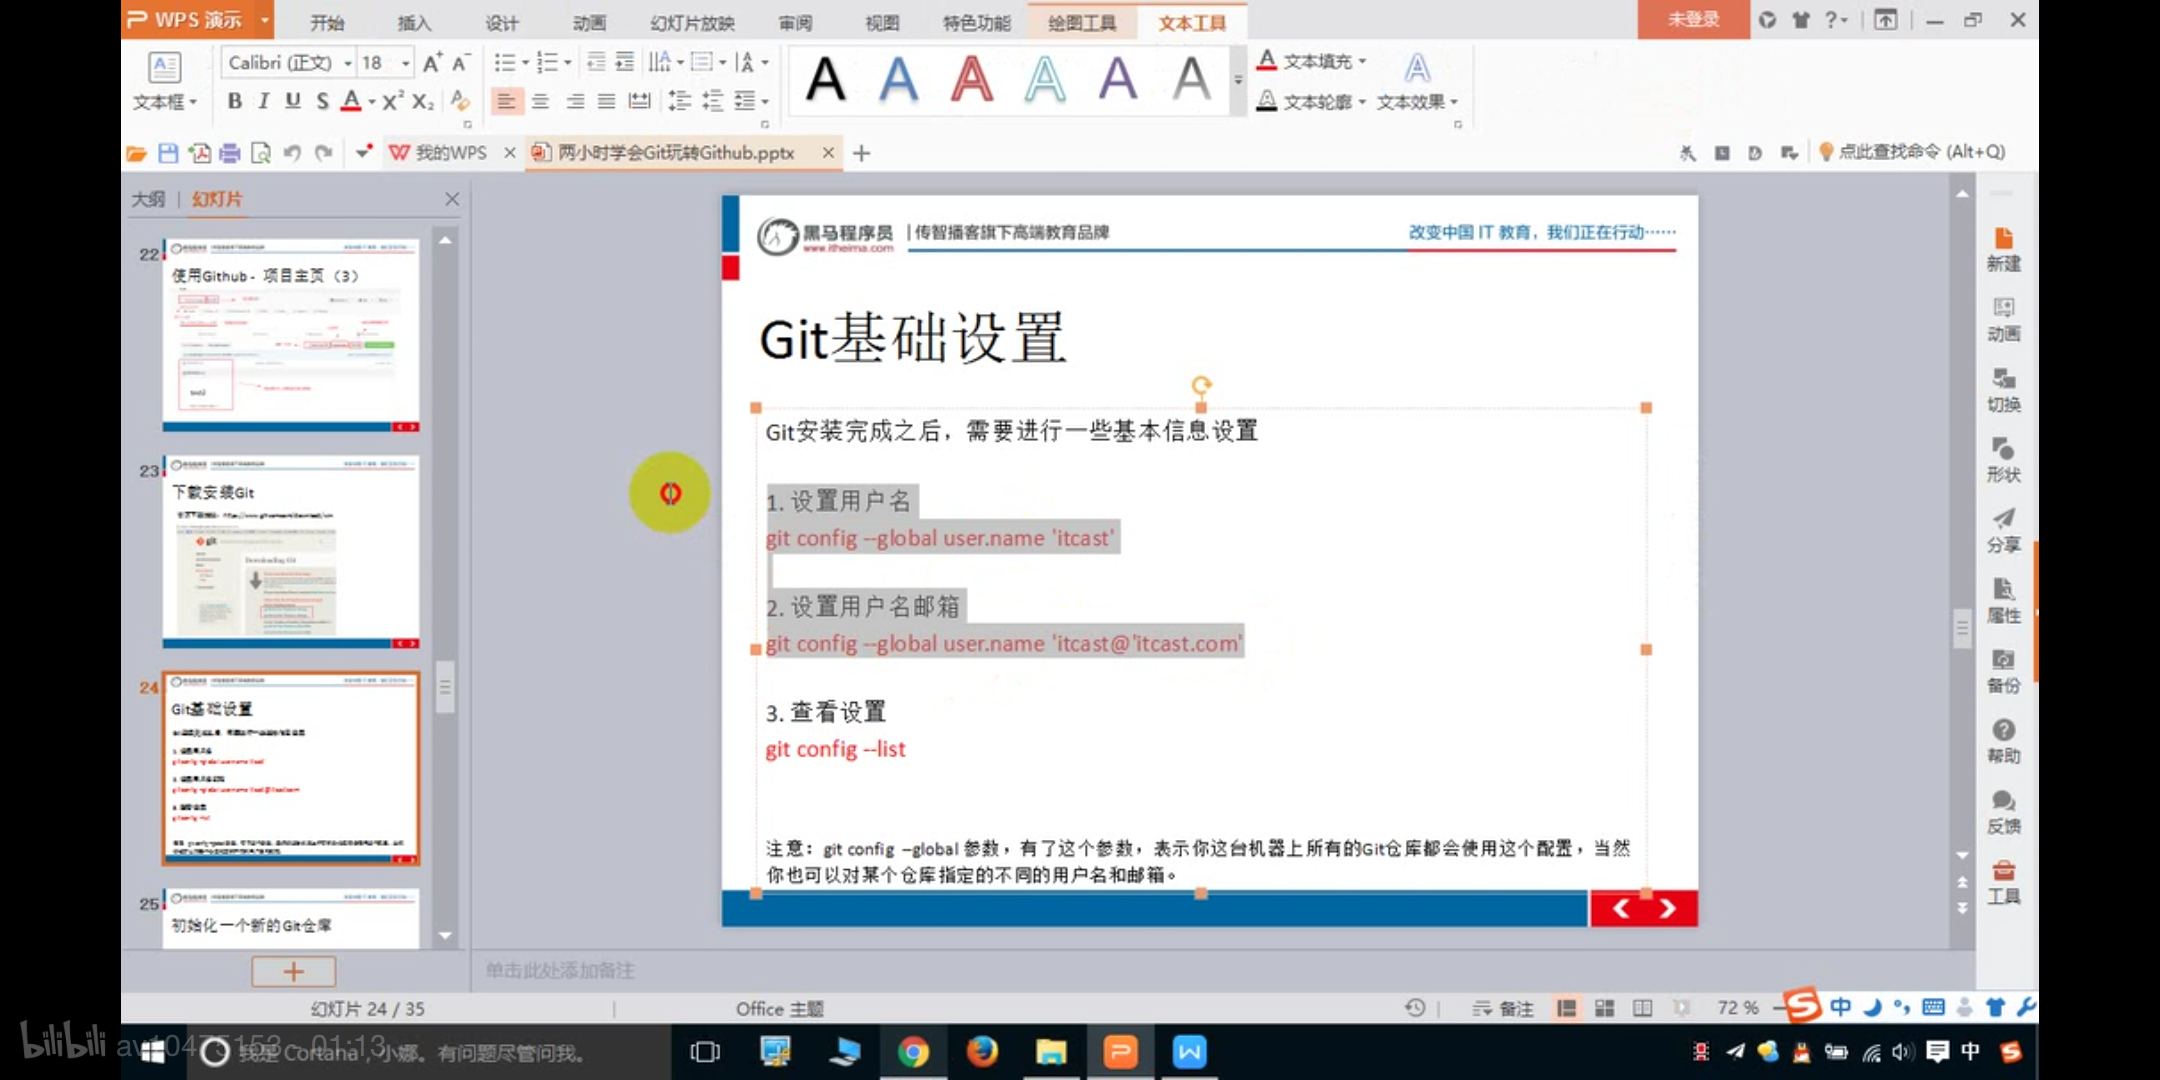 WPS 演示
开始 插入 设计 动画 幻灯片放映 审阅 视图 特色功能 绘图工具 文本工具
未登录
Calibri (正文) 18
文本框
B I U S A X² X₂
A A A A A A
文本填充
文本轮廓 文本效果
我的WPS × 两小时学会Git玩转Github.pptx ×
点此查找命令 (Alt+Q)
大纲 | 幻灯片
22
使用Github - 项目主页（3）
23
下载安装Git
24
Git基础设置
25
初始化一个新的Git仓库
黑马程序员 | 传智播客旗下高端教育品牌
www.itheima.com
改变中国 IT 教育，我们正在行动······
Git基础设置
Git安装完成之后，需要进行一些基本信息设置
1. 设置用户名
git config --global user.name 'itcast'
2. 设置用户名邮箱
git config --global user.name 'itcast@'itcast.com'
3. 查看设置
git config --list
注意：git config –global 参数，有了这个参数，表示你这台机器上所有的Git仓库都会使用这个配置，当然
你也可以对某个仓库指定的不同的用户名和邮箱。
新建
动画
切换
形状
分享
属性
备份
帮助
反馈
工具
单击此处添加备注
幻灯片 24 / 35
Office 主题
备注
72 %
中
bilibili av10475153 - 01:13
我是 Cortana，小娜。有问题尽管问我。
中